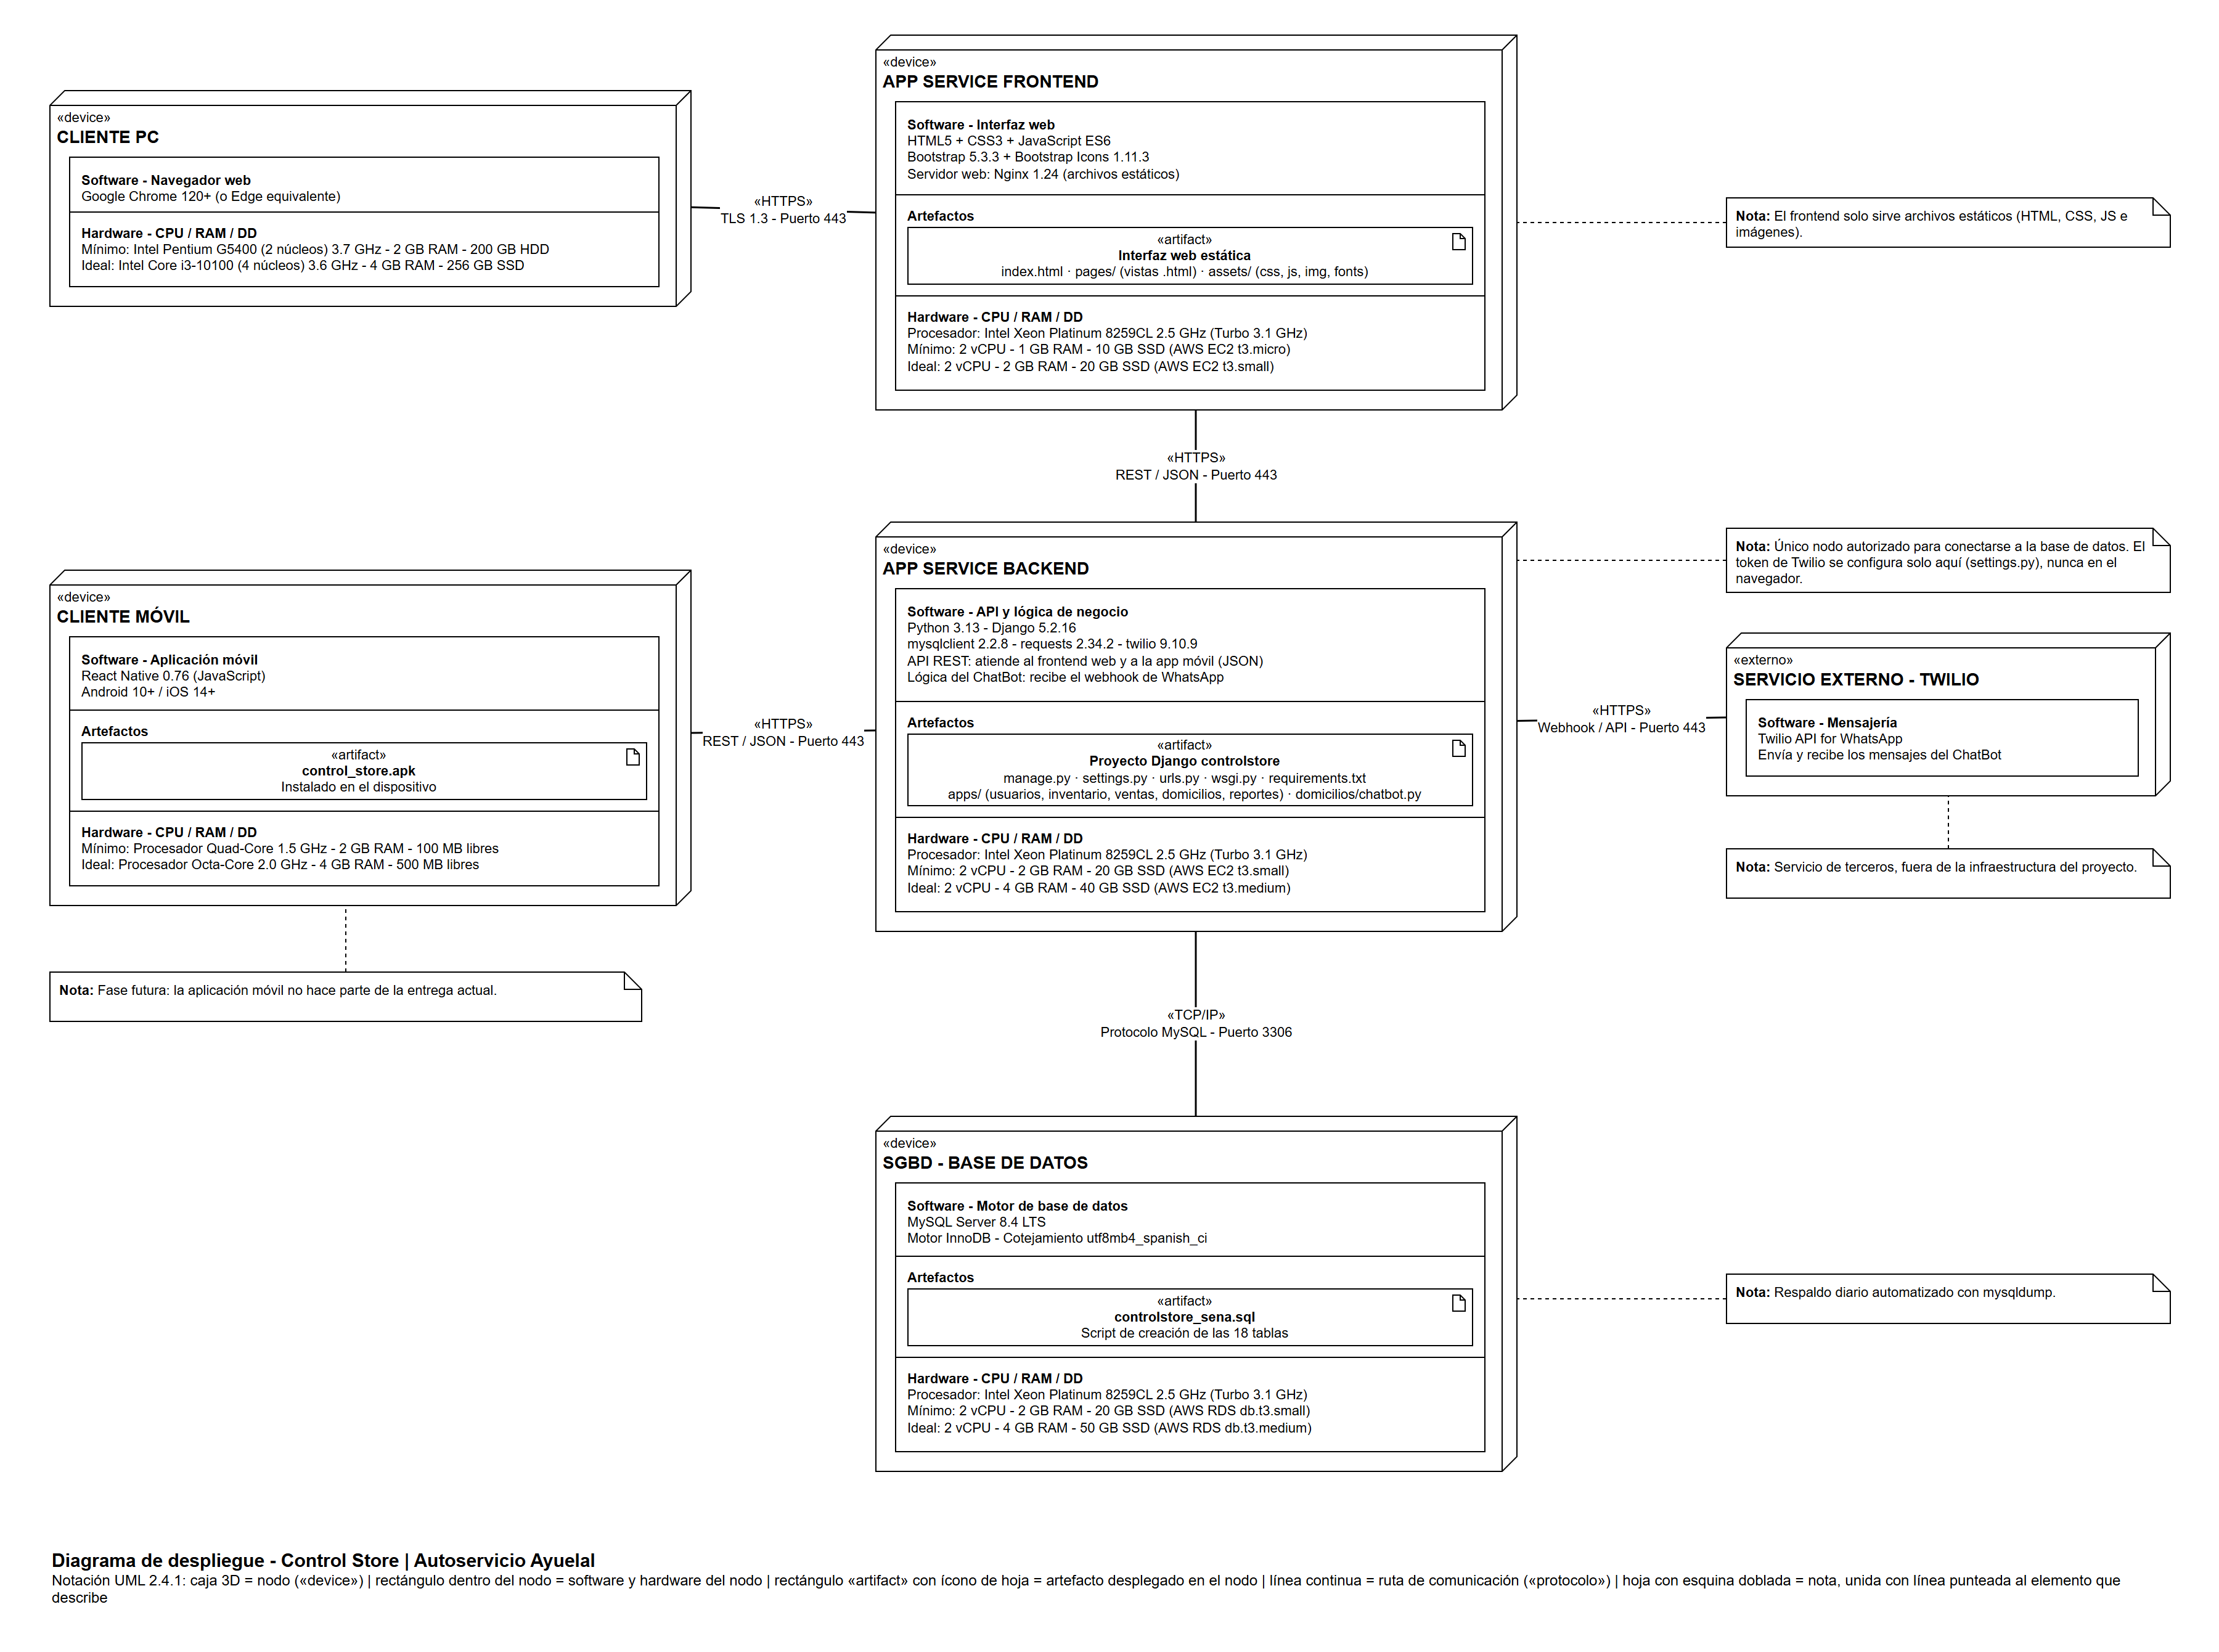 «device»
CLIENTE PC
Software - Navegador web
Google Chrome 120+ (o Edge equivalente)
Hardware - CPU / RAM / DD
Mínimo: Intel Pentium G5400 (2 núcleos) 3.7 GHz - 2 GB RAM - 200 GB HDD
Ideal: Intel Core i3-10100 (4 núcleos) 3.6 GHz - 4 GB RAM - 256 GB SSD
«HTTPS»
TLS 1.3 - Puerto 443
«device»
APP SERVICE FRONTEND
Software - Interfaz web
HTML5 + CSS3 + JavaScript ES6
Bootstrap 5.3.3 + Bootstrap Icons 1.11.3
Servidor web: Nginx 1.24 (archivos estáticos)
Artefactos
«artifact»
Interfaz web estática
index.html · pages/ (vistas .html) · assets/ (css, js, img, fonts)
Hardware - CPU / RAM / DD
Procesador: Intel Xeon Platinum 8259CL 2.5 GHz (Turbo 3.1 GHz)
Mínimo: 2 vCPU - 1 GB RAM - 10 GB SSD (AWS EC2 t3.micro)
Ideal: 2 vCPU - 2 GB RAM - 20 GB SSD (AWS EC2 t3.small)
Nota: El frontend solo sirve archivos estáticos (HTML, CSS, JS e
imágenes).
«HTTPS»
REST / JSON - Puerto 443
«device»
CLIENTE MÓVIL
Software - Aplicación móvil
React Native 0.76 (JavaScript)
Android 10+ / iOS 14+
Artefactos
«artifact»
control_store.apk
Instalado en el dispositivo
Hardware - CPU / RAM / DD
Mínimo: Procesador Quad-Core 1.5 GHz - 2 GB RAM - 100 MB libres
Ideal: Procesador Octa-Core 2.0 GHz - 4 GB RAM - 500 MB libres
Nota: Fase futura: la aplicación móvil no hace parte de la entrega actual.
«HTTPS»
REST / JSON - Puerto 443
«device»
APP SERVICE BACKEND
Software - API y lógica de negocio
Python 3.13 - Django 5.2.16
mysqlclient 2.2.8 - requests 2.34.2 - twilio 9.10.9
API REST: atiende al frontend web y a la app móvil (JSON)
Lógica del ChatBot: recibe el webhook de WhatsApp
Artefactos
«artifact»
Proyecto Django controlstore
manage.py · settings.py · urls.py · wsgi.py · requirements.txt
apps/ (usuarios, inventario, ventas, domicilios, reportes) · domicilios/chatbot.py
Hardware - CPU / RAM / DD
Procesador: Intel Xeon Platinum 8259CL 2.5 GHz (Turbo 3.1 GHz)
Mínimo: 2 vCPU - 2 GB RAM - 20 GB SSD (AWS EC2 t3.small)
Ideal: 2 vCPU - 4 GB RAM - 40 GB SSD (AWS EC2 t3.medium)
Nota: Único nodo autorizado para conectarse a la base de datos. El
token de Twilio se configura solo aquí (settings.py), nunca en el
navegador.
«HTTPS»
Webhook / API - Puerto 443
«externo»
SERVICIO EXTERNO - TWILIO
Software - Mensajería
Twilio API for WhatsApp
Envía y recibe los mensajes del ChatBot
Nota: Servicio de terceros, fuera de la infraestructura del proyecto.
«TCP/IP»
Protocolo MySQL - Puerto 3306
«device»
SGBD - BASE DE DATOS
Software - Motor de base de datos
MySQL Server 8.4 LTS
Motor InnoDB - Cotejamiento utf8mb4_spanish_ci
Artefactos
«artifact»
controlstore_sena.sql
Script de creación de las 18 tablas
Hardware - CPU / RAM / DD
Procesador: Intel Xeon Platinum 8259CL 2.5 GHz (Turbo 3.1 GHz)
Mínimo: 2 vCPU - 2 GB RAM - 20 GB SSD (AWS RDS db.t3.small)
Ideal: 2 vCPU - 4 GB RAM - 50 GB SSD (AWS RDS db.t3.medium)
Nota: Respaldo diario automatizado con mysqldump.
Diagrama de despliegue - Control Store | Autoservicio Ayuelal
Notación UML 2.4.1: caja 3D = nodo («device») | rectángulo dentro del nodo = software y hardware del nodo | rectángulo «artifact» con ícono de hoja = artefacto desplegado en el nodo | línea continua = ruta de comunicación («protocolo») | hoja con esquina doblada = nota, unida con línea punteada al elemento que
describe